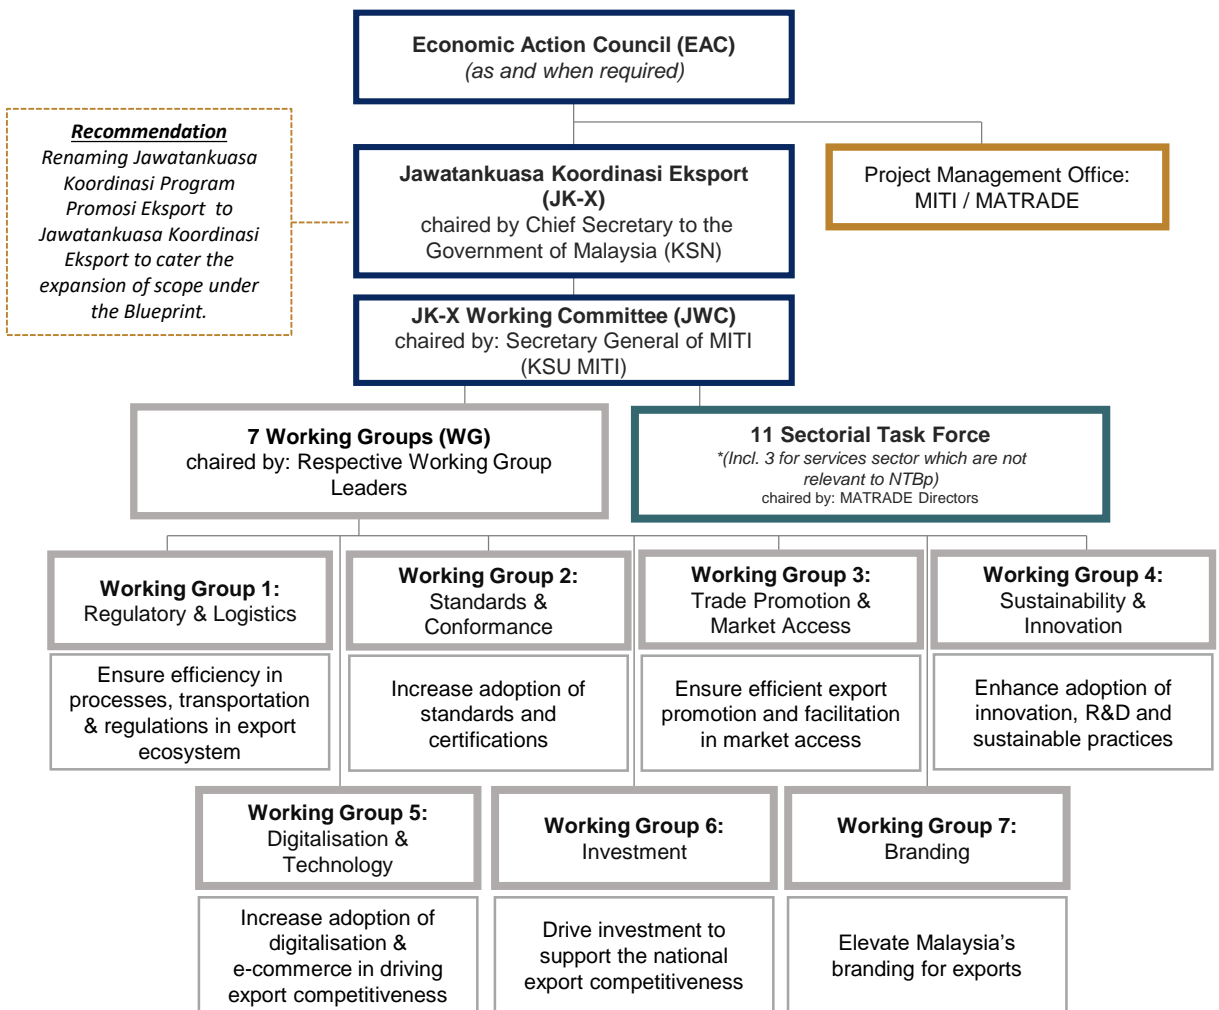 Economic Action Council (EAC)
(as and when required)
Recommendation
Renaming Jawatankuasa
Koordinasi Program
Promosi Eksport to
Jawatankuasa Koordinasi
Eksport to cater the
expansion of scope under
the Blueprint.
Jawatankuasa Koordinasi Eksport
(JK-X)
chaired by Chief Secretary to the
Government of Malaysia (KSN)
Project Management Office:
MITI / MATRADE
JK-X Working Committee (JWC)
chaired by: Secretary General of MITI
(KSU MITI)
7 Working Groups (WG)
chaired by: Respective Working Group
Leaders
11 Sectorial Task Force
*(Incl. 3 for services sector which are not
relevant to NTBp)
chaired by: MATRADE Directors
Working Group 1:
Regulatory & Logistics
Ensure efficiency in
processes, transportation
& regulations in export
ecosystem
Working Group 2:
Standards &
Conformance
Increase adoption of
standards and
certifications
Working Group 3:
Trade Promotion &
Market Access
Ensure efficient export
promotion and facilitation
in market access
Working Group 4:
Sustainability &
Innovation
Enhance adoption of
innovation, R&D and
sustainable practices
Working Group 5:
Digitalisation &
Technology
Increase adoption of
digitalisation &
e-commerce in driving
export competitiveness
Working Group 6:
Investment
Drive investment to
support the national
export competitiveness
Working Group 7:
Branding
Elevate Malaysia's
branding for exports